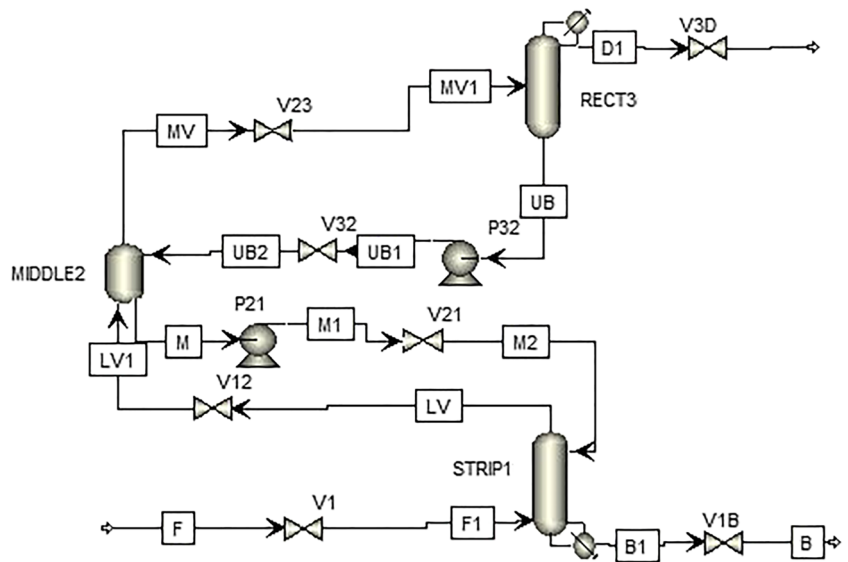 D1
V3D
MV1
RECT3
V23
MV
UB
P32
V32
UB2
UB1
MIDDLE2
P21
M1
V21
M
M2
LV1
V12
LV
STRIP1
V1
F
F1
V1B
B1
B